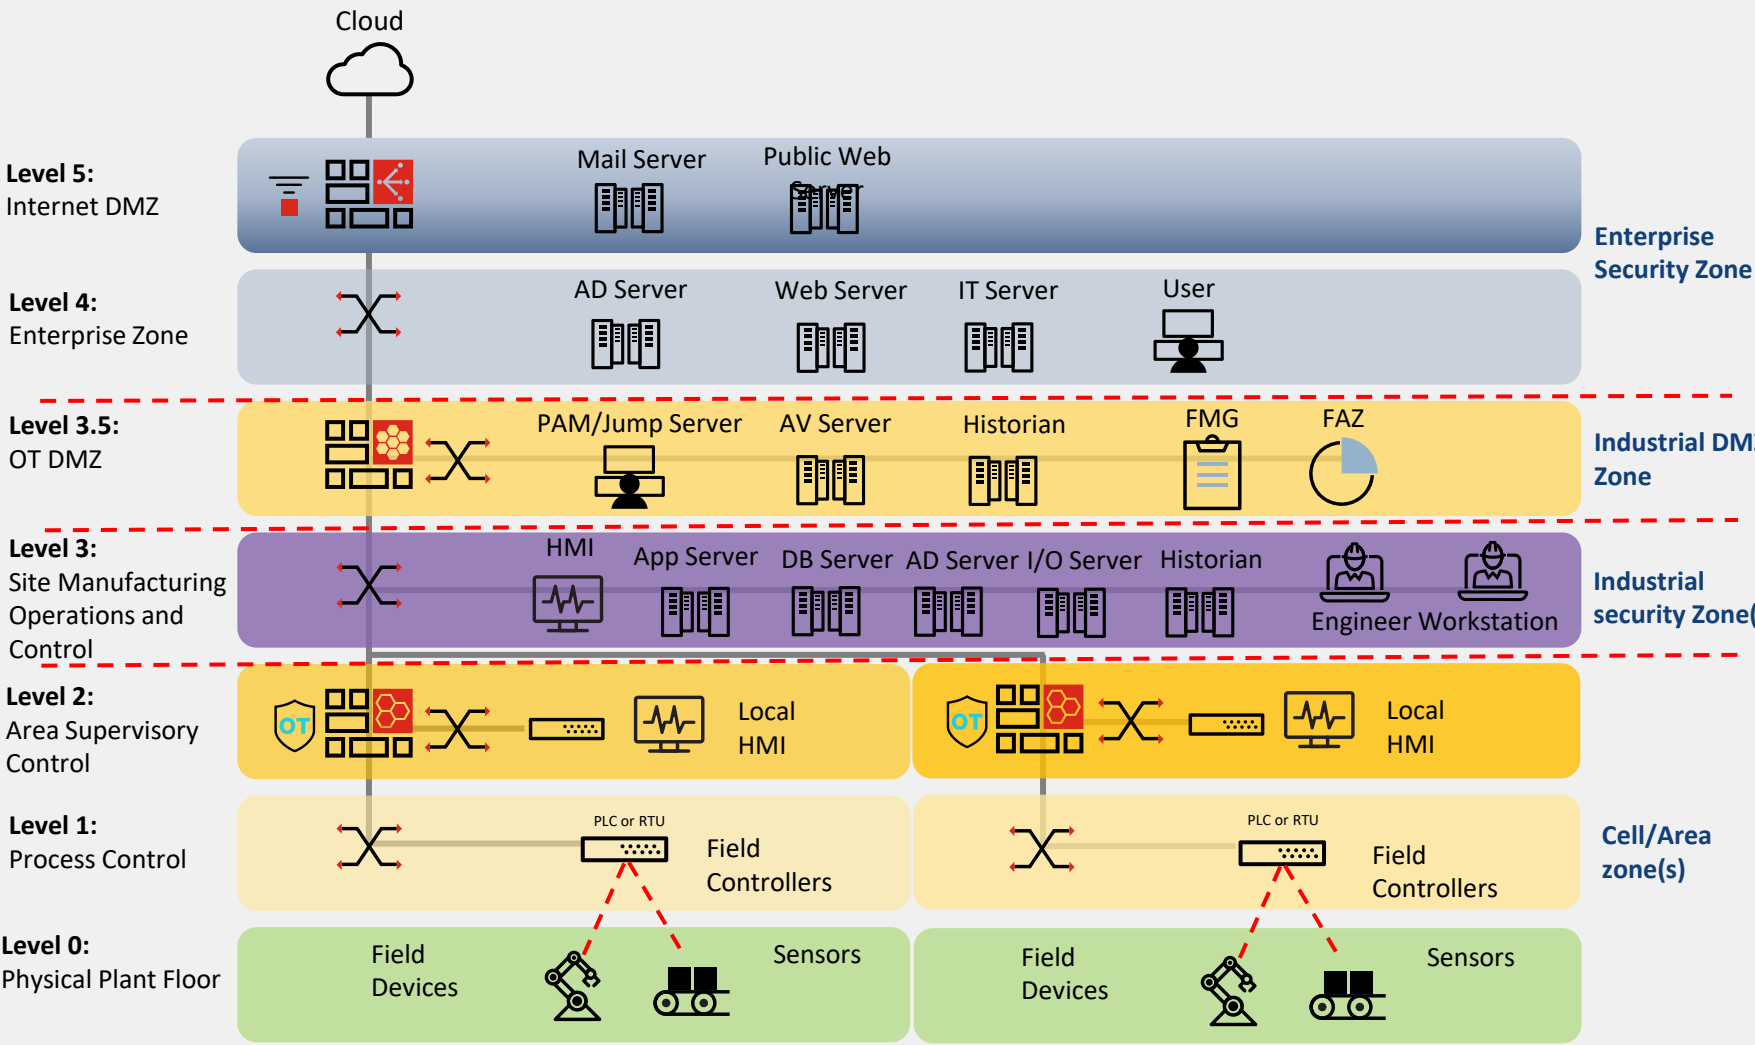 Cloud
Level 5:
Internet DMZ
Mail Server
Public Web
Server
Enterprise
Security Zone
Level 4:
Enterprise Zone
AD Server
Web Server
IT Server
User
Level 3.5:
OT DMZ
PAM/Jump Server
AV Server
Historian
FMG
FAZ
Industrial DMZ
Zone
Level 3:
Site Manufacturing
Operations and
Control
HMI
App Server
DB Server
AD Server
I/O Server
Historian
Engineer Workstation
Industrial
security Zone(
Level 2:
Area Supervisory
Control
OT
Local
HMI
OT
Local
HMI
Level 1:
Process Control
PLC or RTU
Field
Controllers
PLC or RTU
Field
Controllers
Cell/Area
zone(s)
Level 0:
Physical Plant Floor
Field
Devices
Sensors
Field
Devices
Sensors